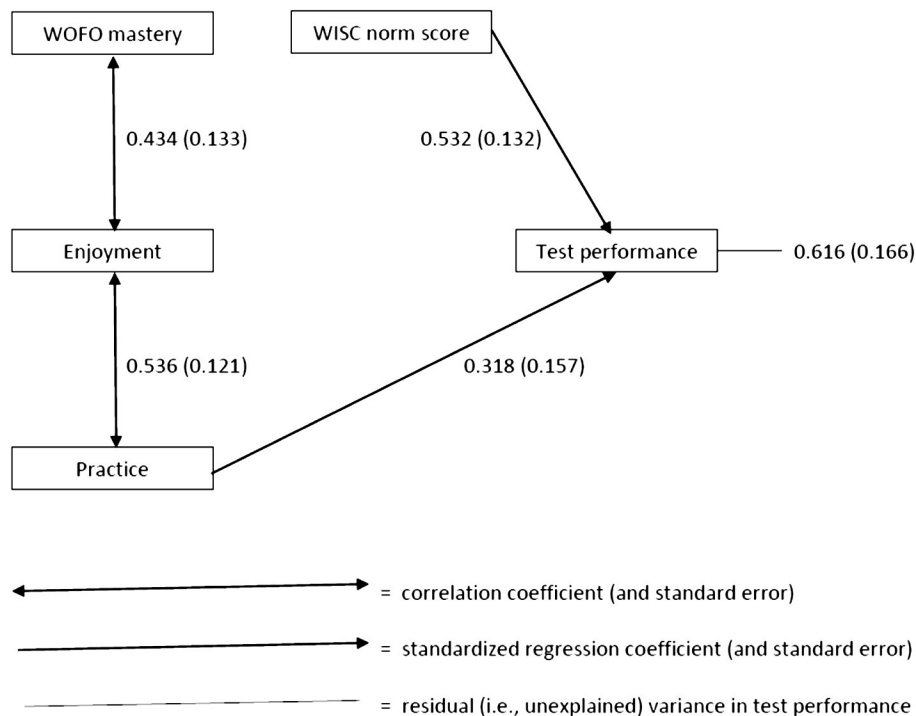 WOFO mastery
WISC norm score
0.434 (0.133)
0.532 (0.132)
Enjoyment
Test performance
0.616 (0.166)
0.536 (0.121)
0.318 (0.157)
Practice
= correlation coefficient (and standard error)
= standardized regression coefficient (and standard error)
= residual (i.e., unexplained) variance in test performance